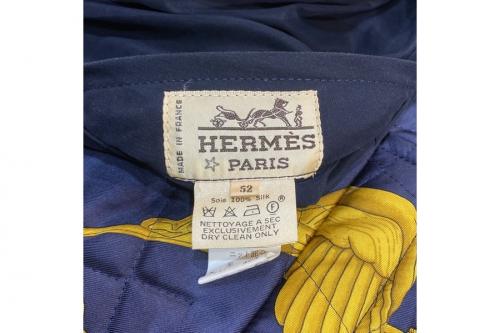 MADE IN FRANCE
HERMÈS
PARIS
52
Soie 100% Silk
NETTOYAGE A SEC
EXCLUSIVEMENT
DRY CLEAN ONLY